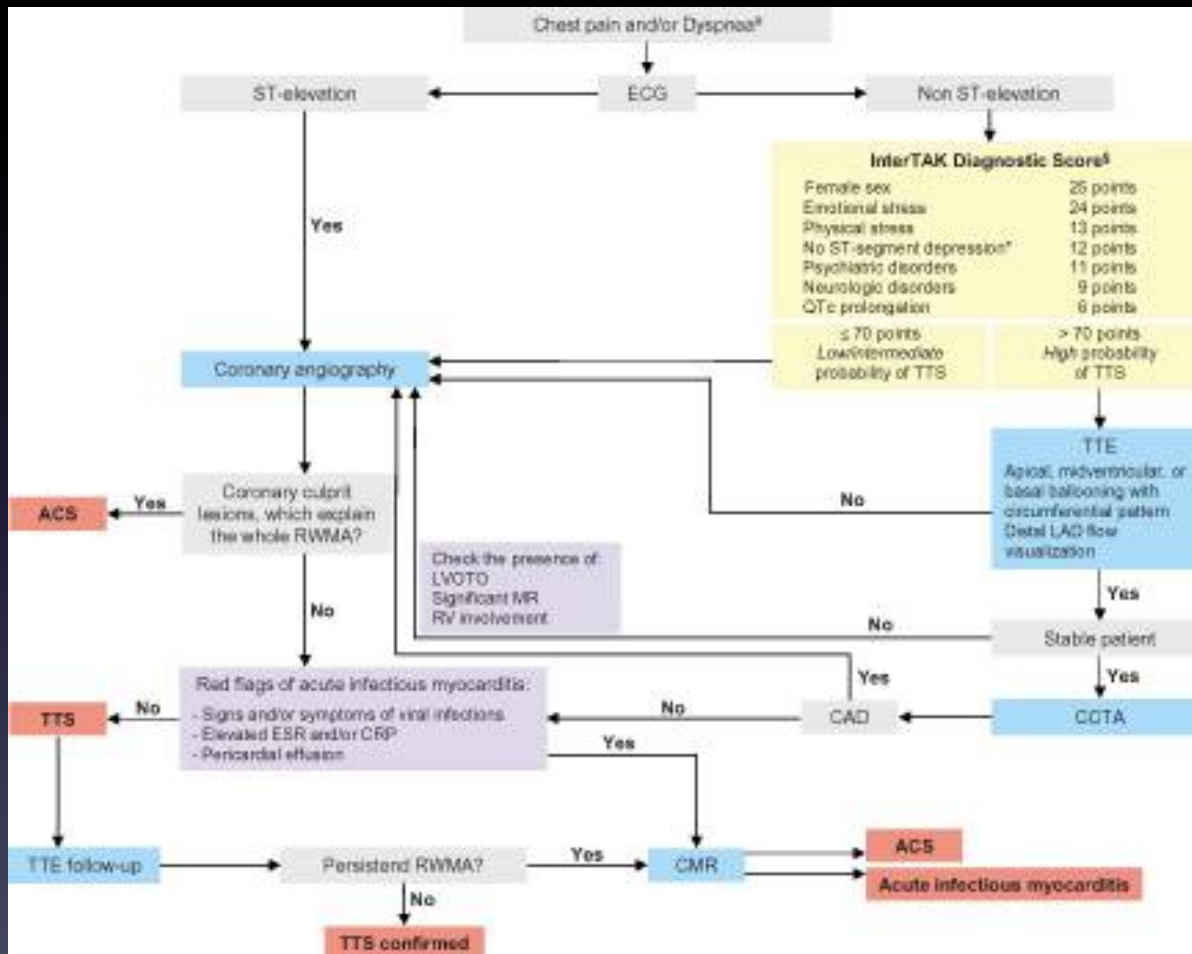 Chest pain and/or Dyspnea#
ST-elevation
ECG
Non ST-elevation
InterTAK Diagnostic Score§
Female sex 25 points
Emotional stress 24 points
Physical stress 13 points
No ST-segment depression* 12 points
Psychiatric disorders 11 points
Neurologic disorders 9 points
QTc prolongation 6 points
Yes
≤ 70 points
Low/intermediate
probability of TTS
> 70 points
High probability
of TTS
Coronary angiography
TTE
Apical, midventricular, or
basal ballooning with
circumferential pattern
Distal LAD flow
visualization
No
Coronary culprit
lesions, which explain
the whole RWMA?
Yes
ACS
Check the presence of:
LVOTO
Significant MR
RV involvement
No
Yes
No
Stable patient
Yes
Red flags of acute infectious myocarditis:
- Signs and/or symptoms of viral infections
- Elevated ESR and/or CRP
- Pericardial effusion
No
TTS
Yes
No
CAD
CCTA
Yes
TTE follow-up
Persistend RWMA?
Yes
CMR
ACS
Acute infectious myocarditis
No
TTS confirmed